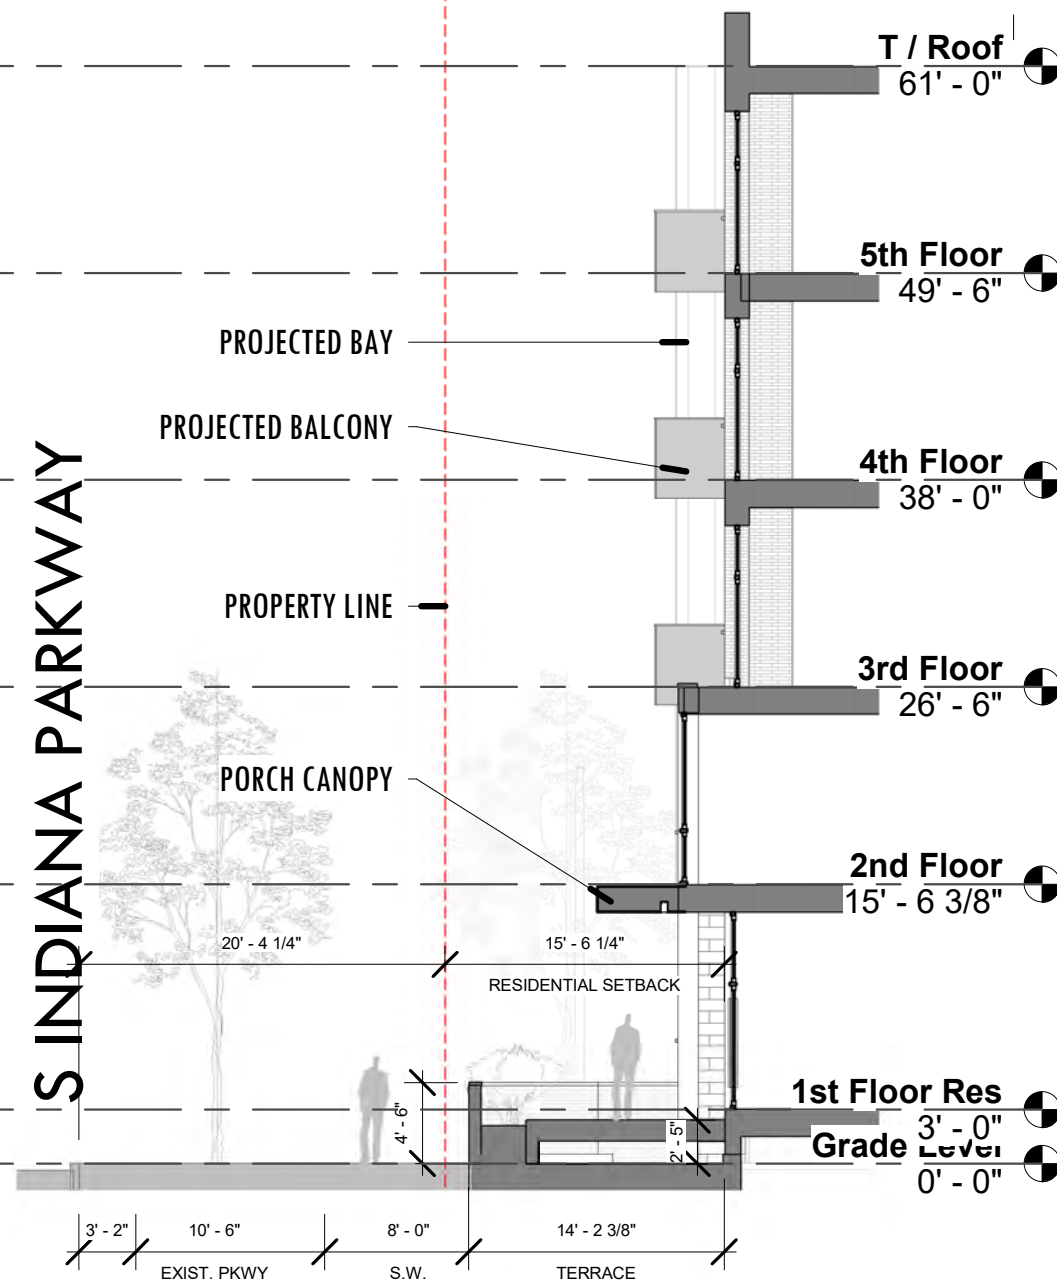 T / Roof
61' - 0"
5th Floor
49' - 6"
PROJECTED BAY
PROJECTED BALCONY
4th Floor
38' - 0"
S INDIANA PARKWAY
PROPERTY LINE
3rd Floor
26' - 6"
PORCH CANOPY
2nd Floor
15' - 6 3/8"
20' - 4 1/4"
15' - 6 1/4"
RESIDENTIAL SETBACK
4' - 6"
2' - 5"
1st Floor Res
3' - 0"
Grade Level
0' - 0"
3' - 2"
10' - 6"
8' - 0"
14' - 2 3/8"
EXIST. PKWY
S.W.
TERRACE